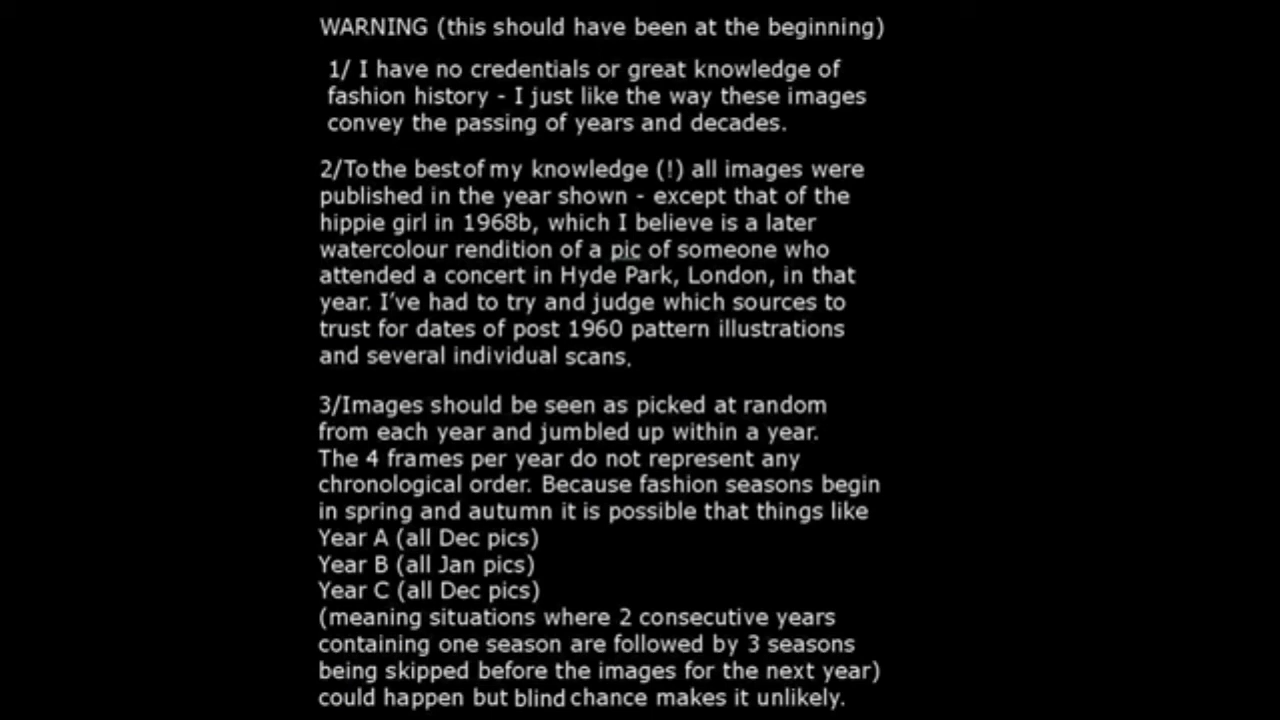 WARNING (this should have been at the beginning)
1/ I have no credentials or great knowledge of
fashion history - I just like the way these images
convey the passing of years and decades.
2/To the best of my knowledge (!) all images were
published in the year shown - except that of the
hippie girl in 1968b, which I believe is a later
watercolour rendition of a pic of someone who
attended a concert in Hyde Park, London, in that
year. I've had to try and judge which sources to
trust for dates of post 1960 pattern illustrations
and several individual scans.
3/Images should be seen as picked at random
from each year and jumbled up within a year.
The 4 frames per year do not represent any
chronological order. Because fashion seasons begin
in spring and autumn it is possible that things like
Year A (all Dec pics)
Year B (all Jan pics)
Year C (all Dec pics)
(meaning situations where 2 consecutive years
containing one season are followed by 3 seasons
being skipped before the images for the next year)
could happen but blind chance makes it unlikely.